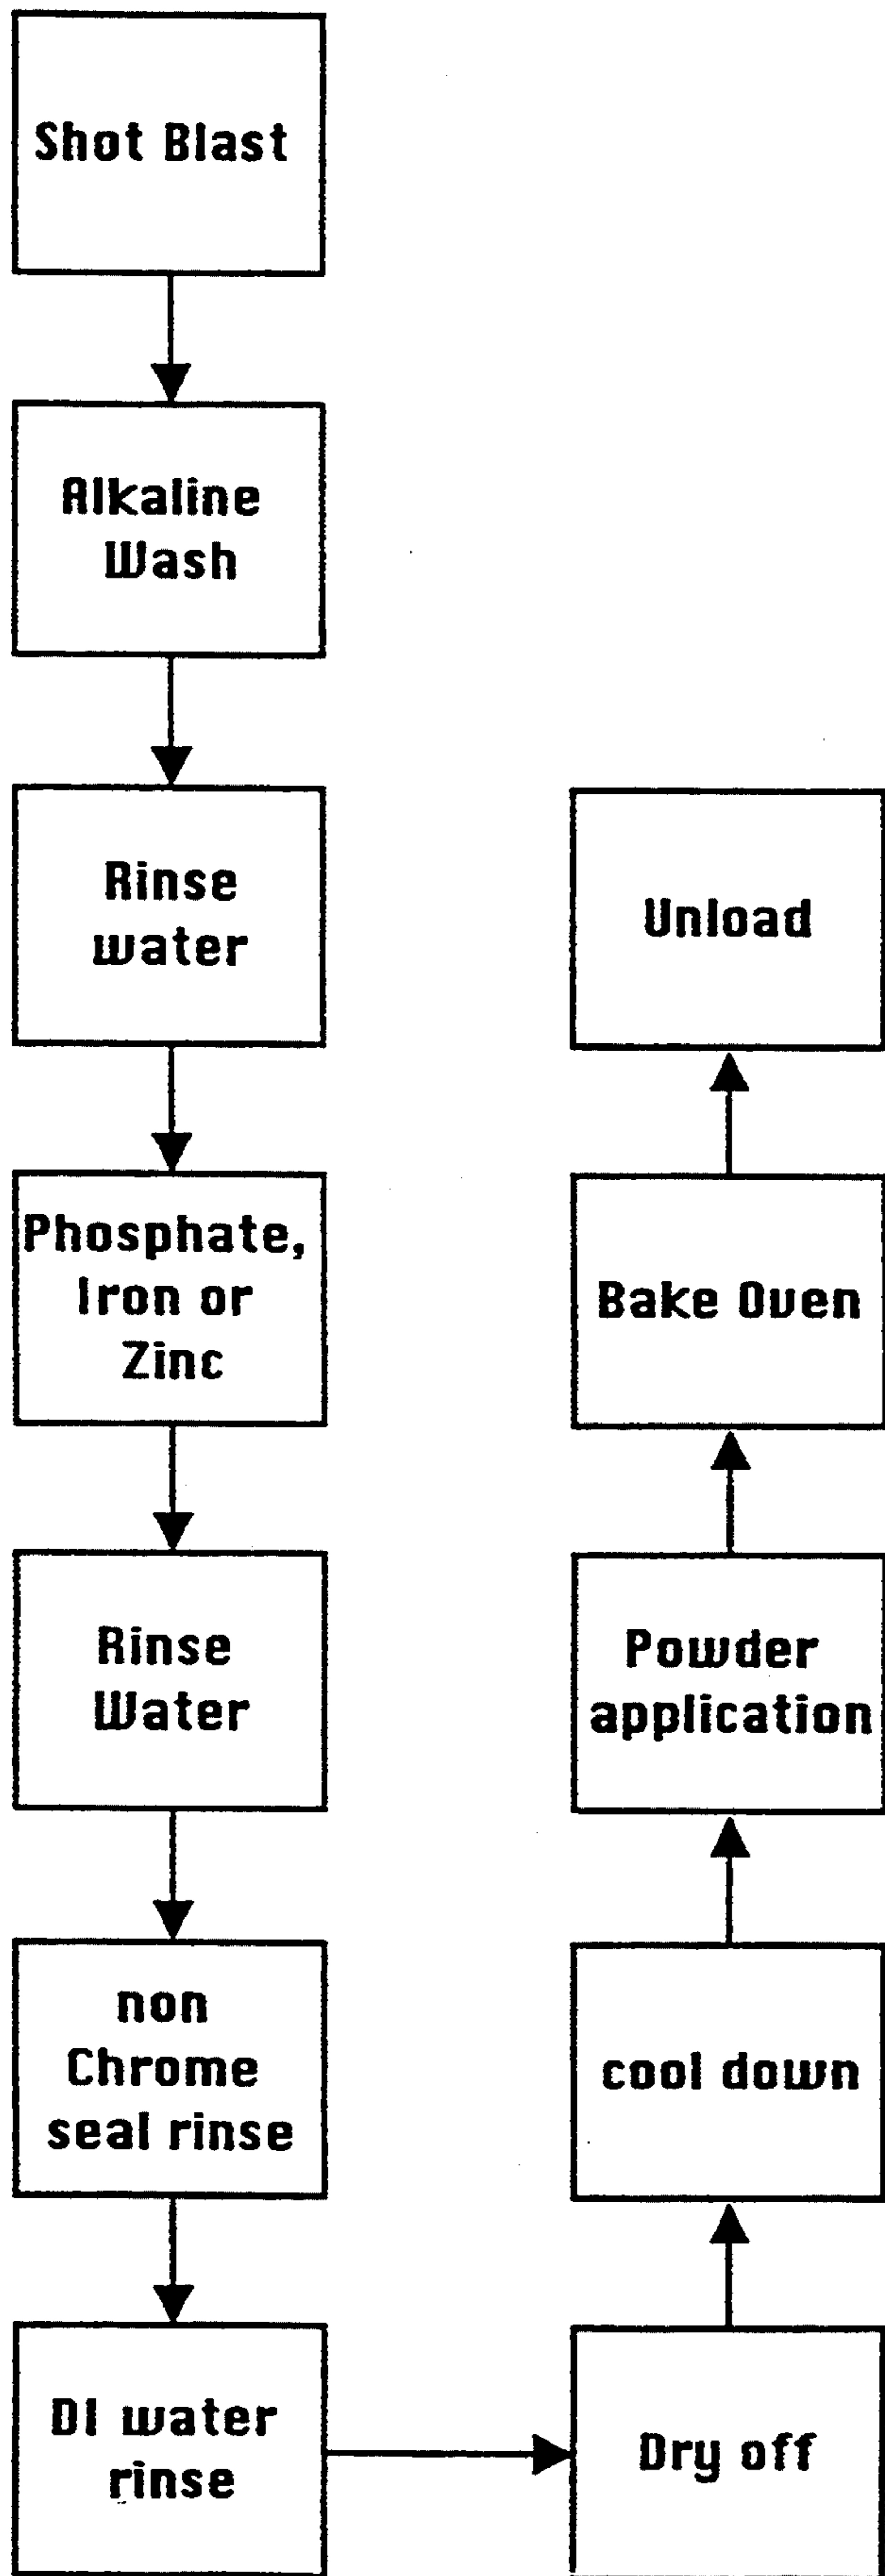 Shot Blast
Alkaline
Wash
Rinse
water
Phosphate,
Iron or
Zinc
Rinse
Water
non
Chrome
seal rinse
DI water
rinse
Dry off
cool down
Powder
application
Bake Oven
Unload